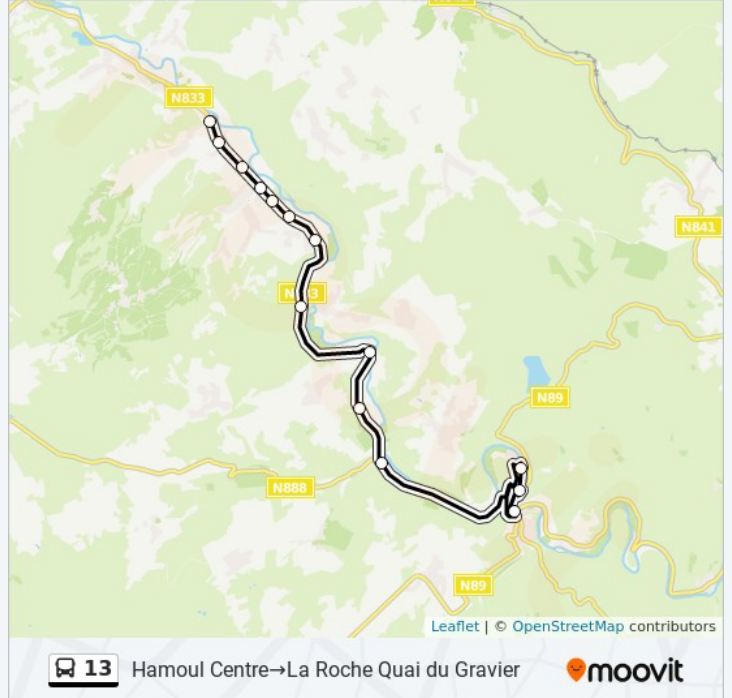 N833
N841
N89
N888
N89
Leaflet | © OpenStreetMap contributors
13 Hamoul Centre→La Roche Quai du Gravier
moovit